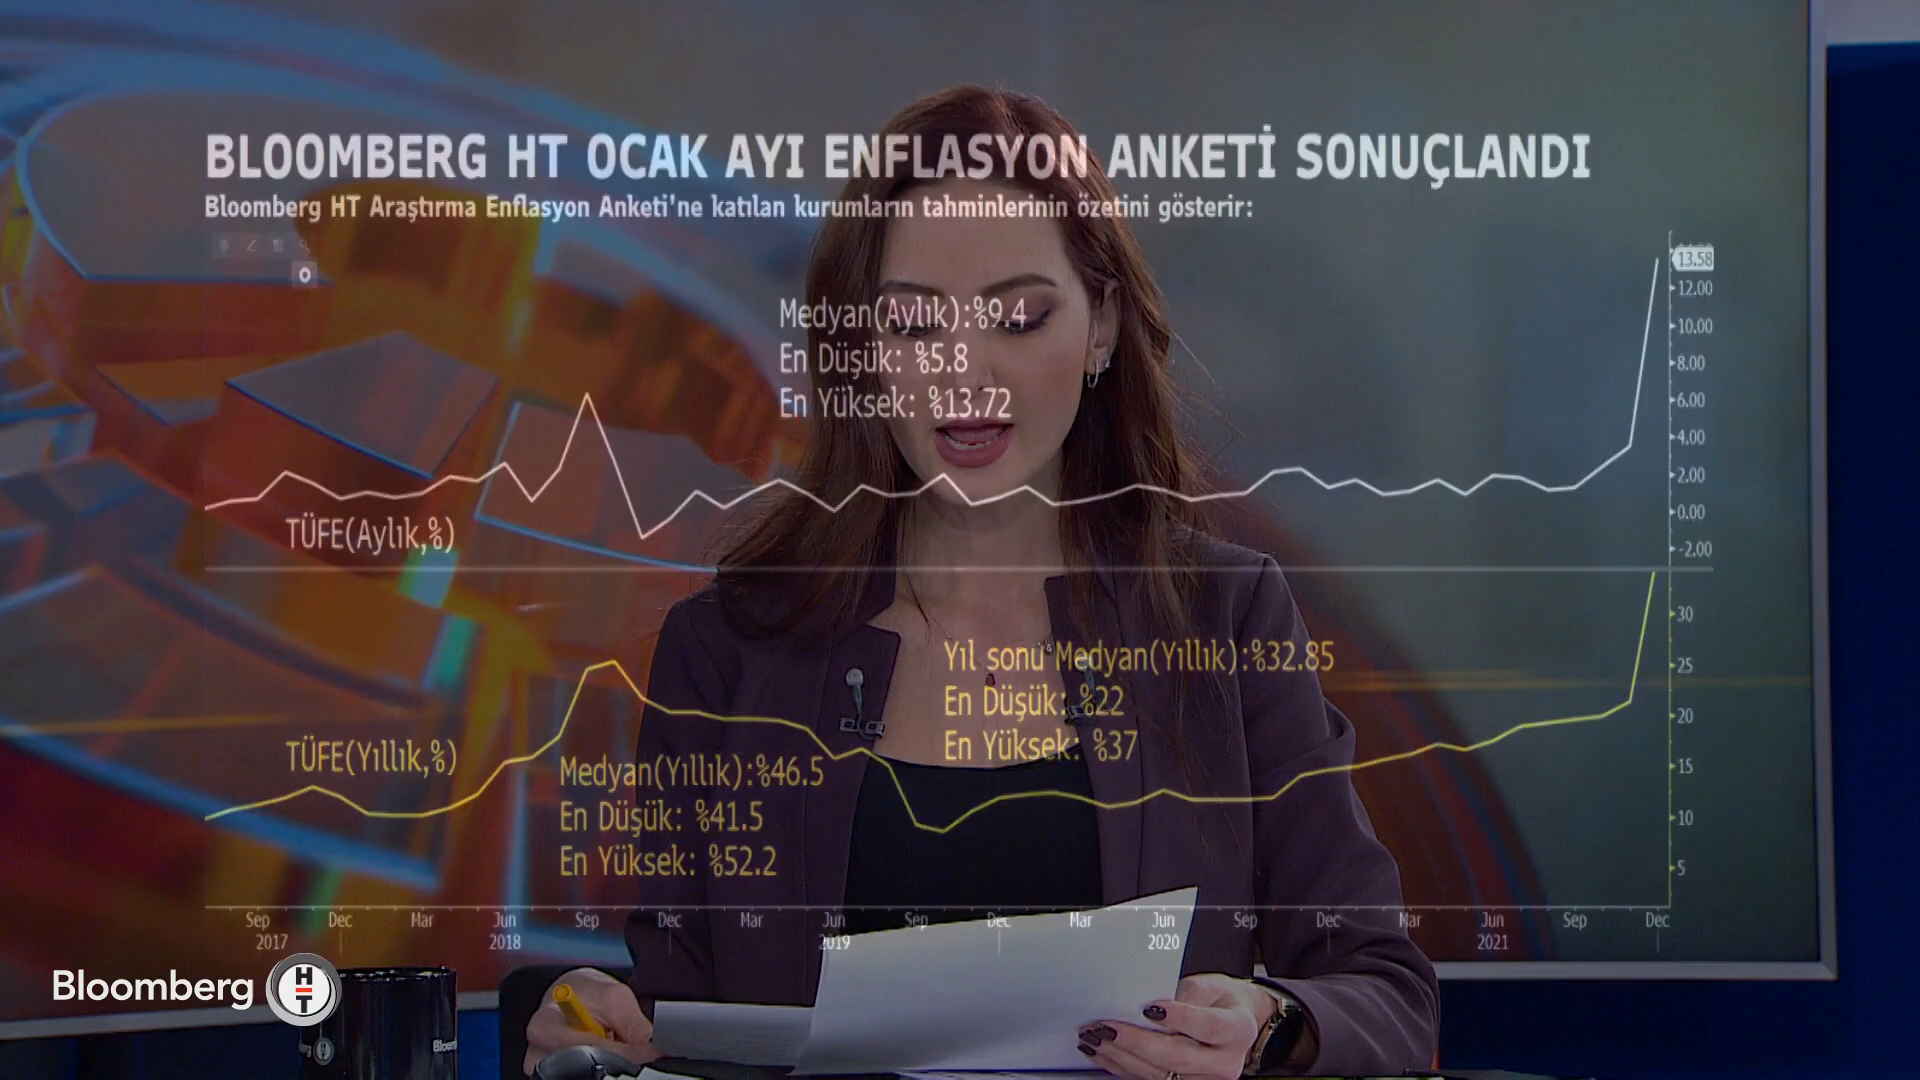 BLOOMBERG HT OCAK AYI ENFLASYON ANKETİ SONUÇLANDI
Bloomberg HT Araştırma Enflasyon Anketi'ne katılan kurumların tahminlerinin özetini gösterir:
13.58
12.00
10.00
8.00
6.00
4.00
2.00
0.00
-2.00
Medyan(Aylık):%9.4
En Düşük: %5.8
En Yüksek: %13.72
TÜFE(Aylık,%)
30
25
20
15
10
5
Yıl sonu Medyan(Yıllık):%32.85
En Düşük: %22
En Yüksek: %37
TÜFE(Yıllık,%)
Medyan(Yıllık):%46.5
En Düşük: %41.5
En Yüksek: %52.2
Sep Dec Mar Jun Sep Dec Mar Jun Sep Dec Mar Jun Sep Dec Mar Jun Sep Dec
2017 2018 2019 2020 2021
Bloomberg HT